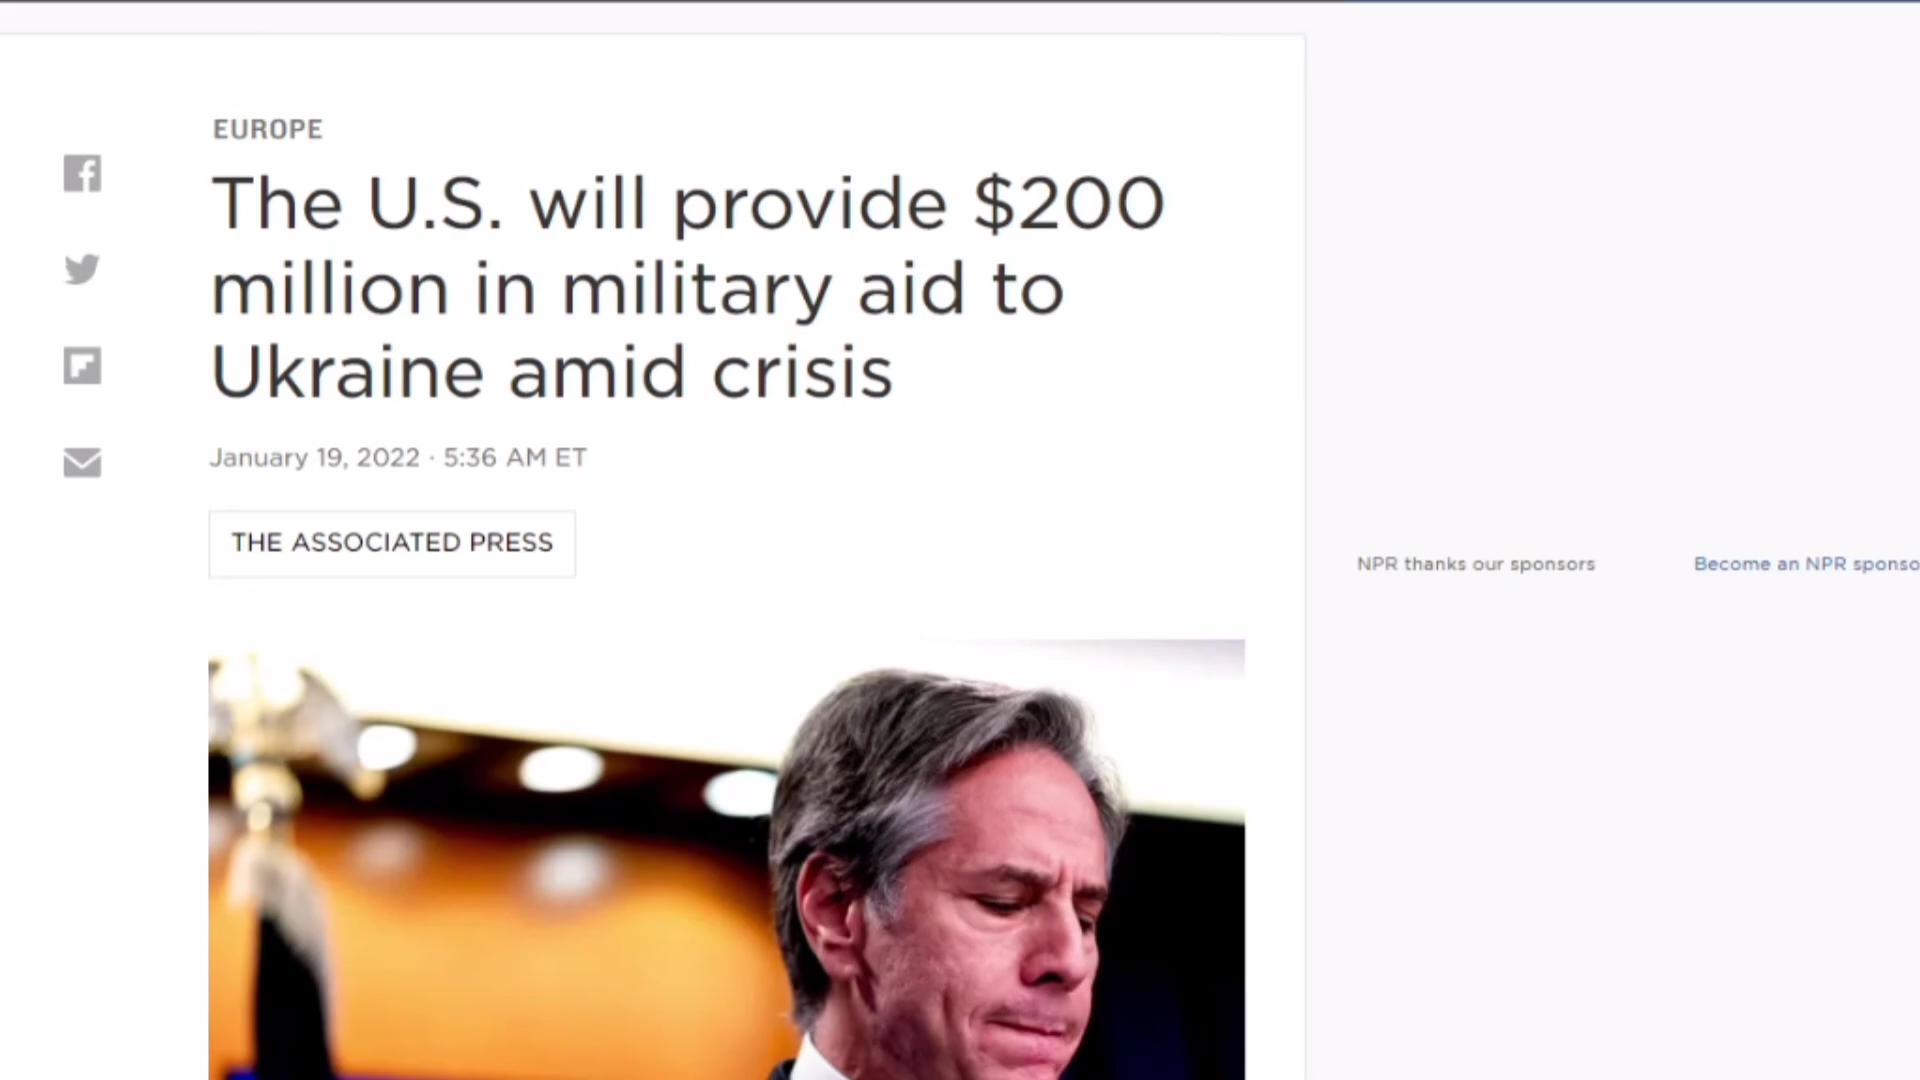 EUROPE
The U.S. will provide $200
million in military aid to
Ukraine amid crisis
January 19, 2022 · 5:36 AM ET
THE ASSOCIATED PRESS
NPR thanks our sponsors
Become an NPR sponso